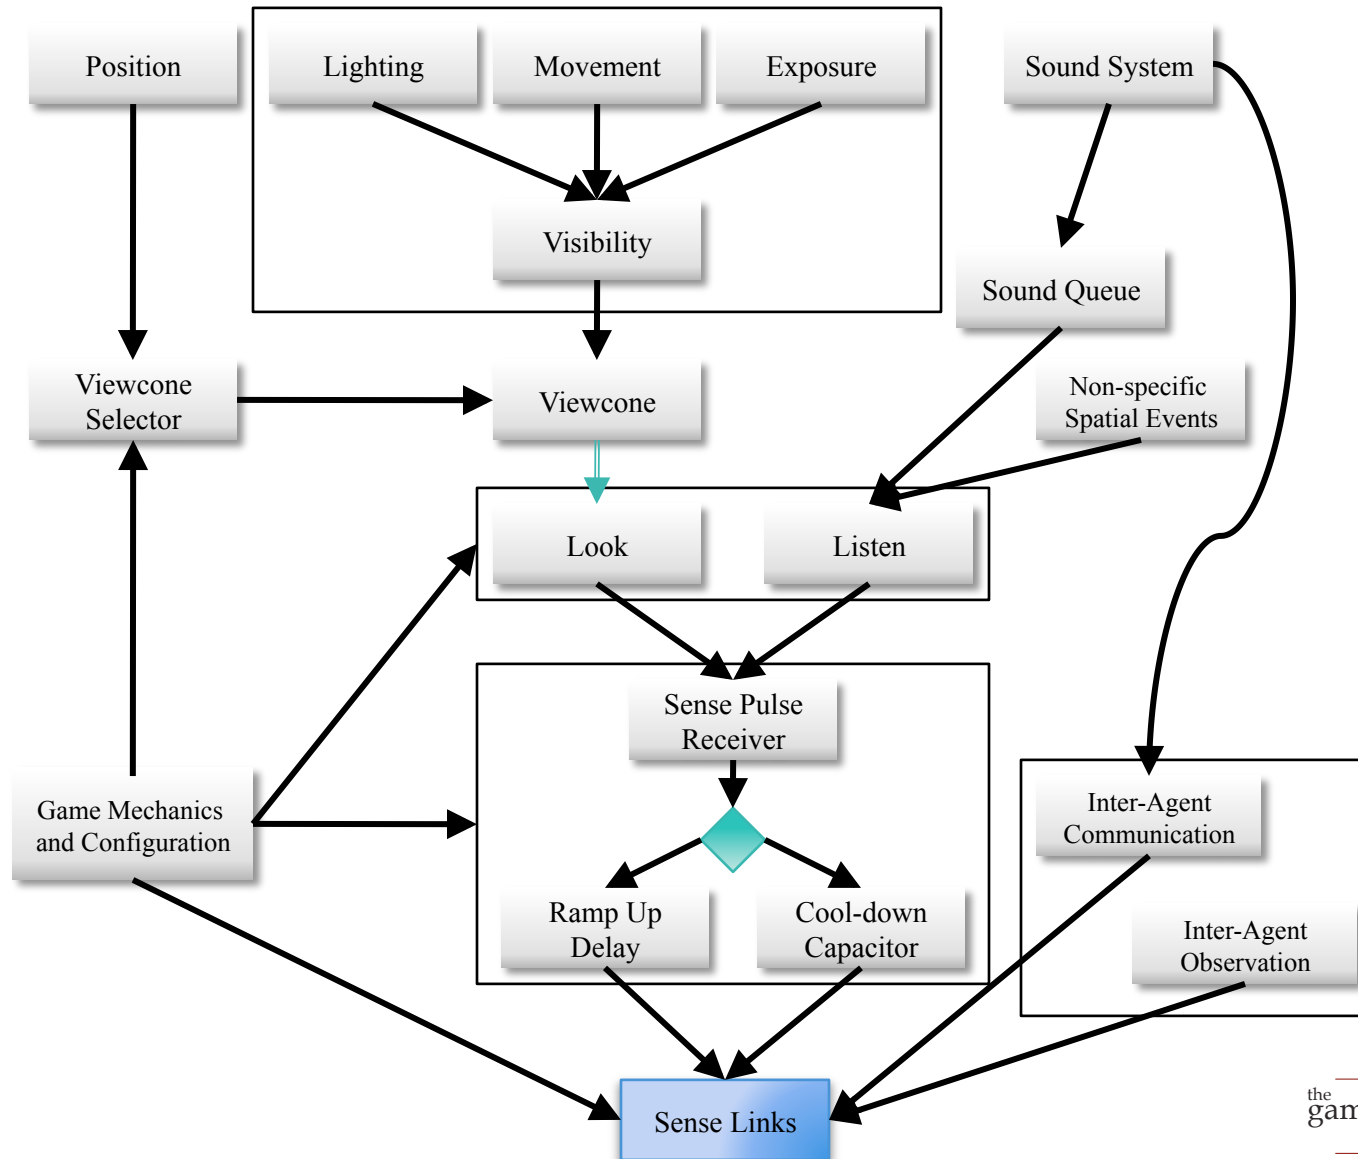 Position
Lighting
Movement
Exposure
Sound System
Visibility
Sound Queue
Viewcone
Selector
Viewcone
Non-specific
Spatial Events
Look
Listen
Sense Pulse
Receiver
Game Mechanics
and Configuration
Inter-Agent
Communication
Ramp Up
Delay
Cool-down
Capacitor
Inter-Agent
Observation
Sense Links
the
gam